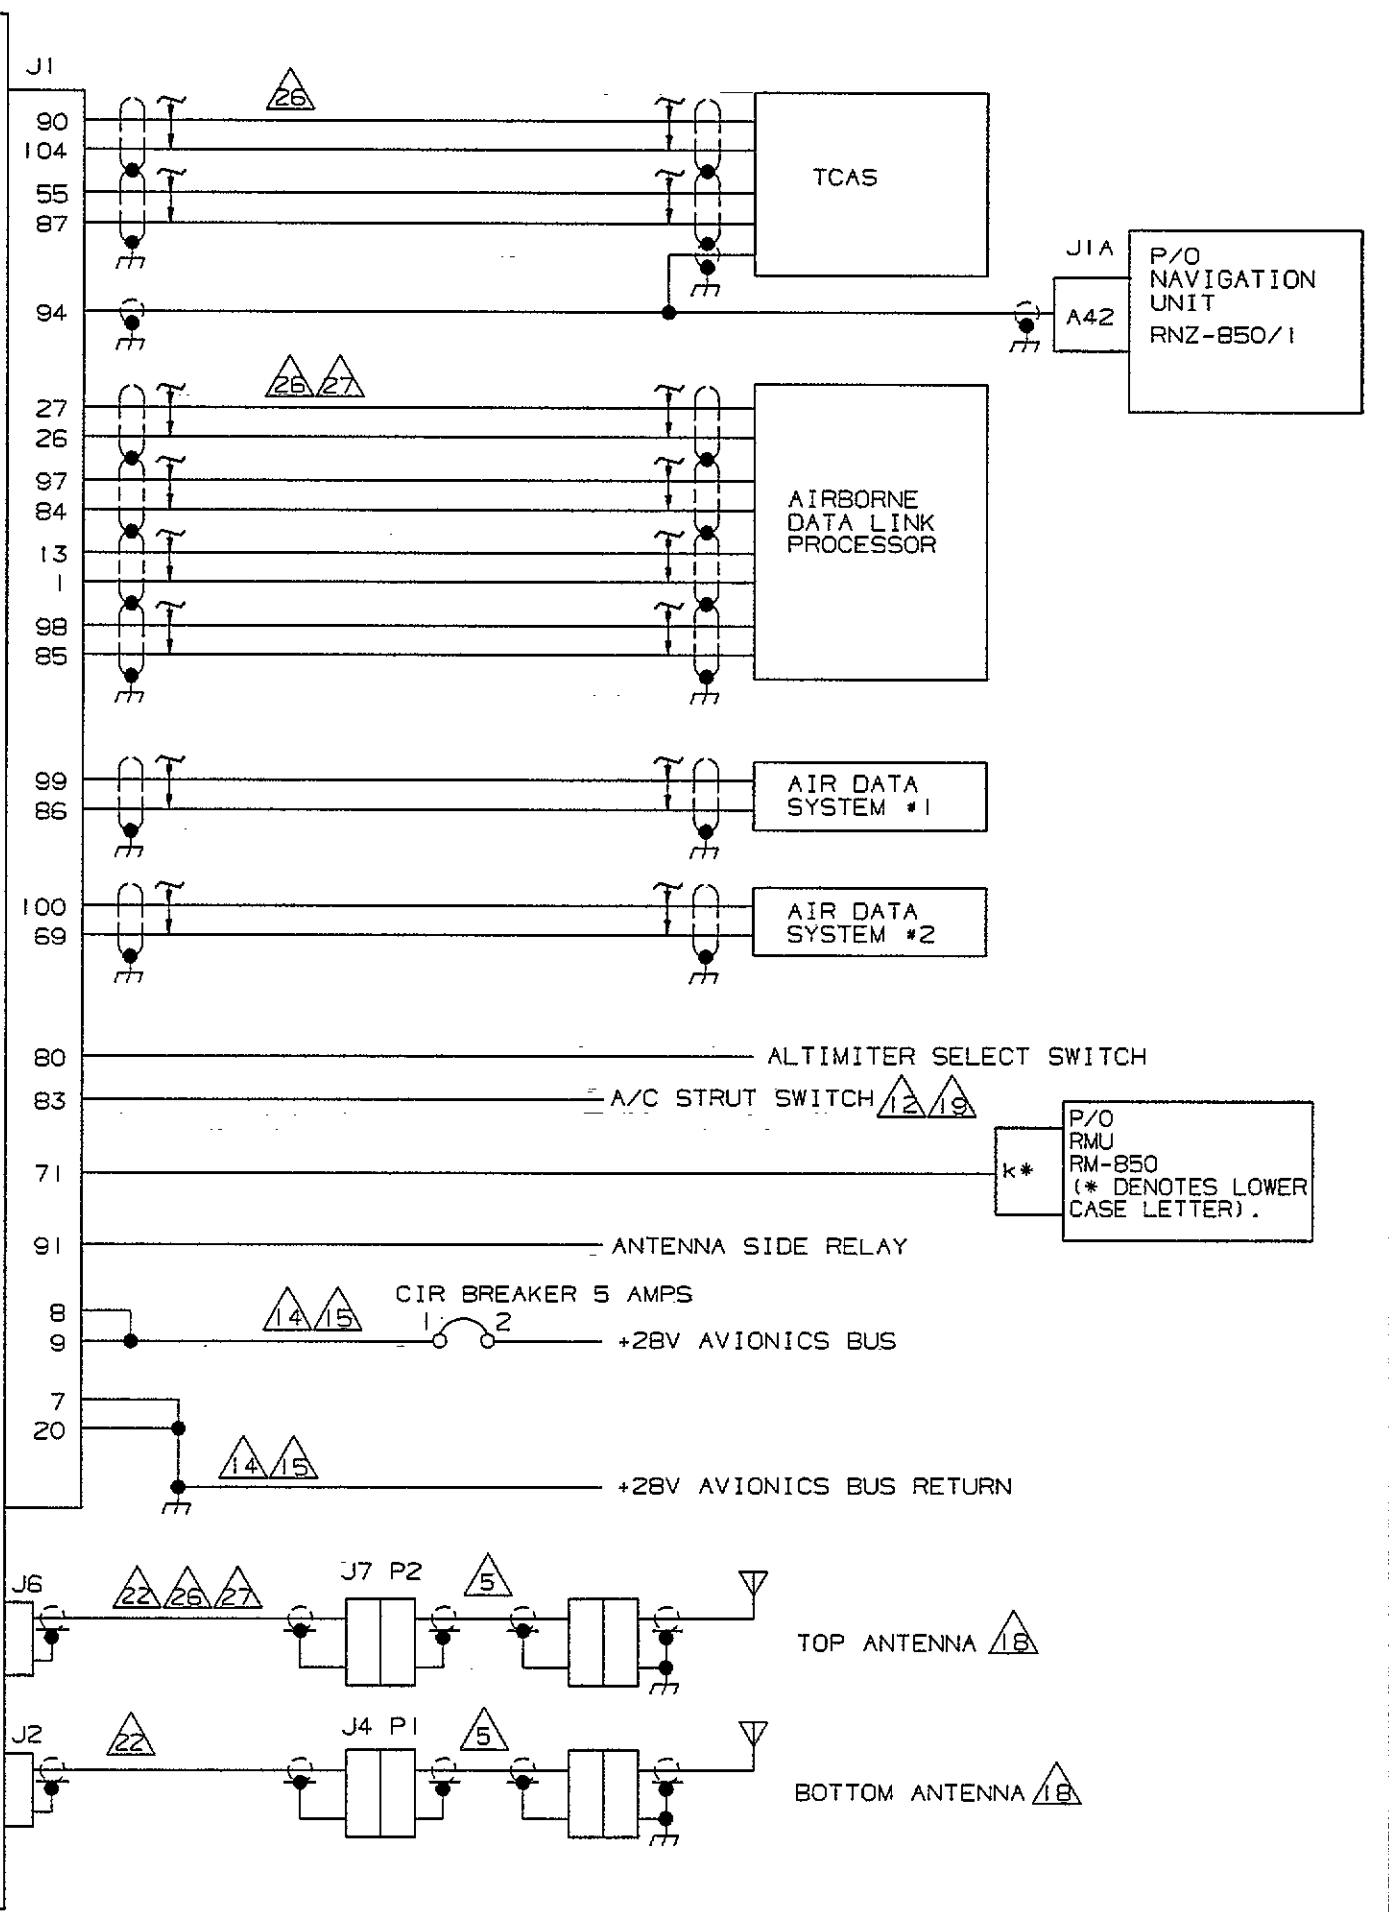 J1
26
90
104
TCAS
55
87
J1A
P/O
NAVIGATION
UNIT
RNZ-850/1
94
A42
26 27
27
26
97
84
AIRBORNE
DATA LINK
PROCESSOR
13
1
98
85
99
86
AIR DATA
SYSTEM #1
100
69
AIR DATA
SYSTEM #2
80
ALTIMITER SELECT SWITCH
83
A/C STRUT SWITCH 12 19
P/O
RMU
RM-850
(* DENOTES LOWER
CASE LETTER).
71
k*
91
ANTENNA SIDE RELAY
CIR BREAKER 5 AMPS
8
14 15
1 2
9
+28V AVIONICS BUS
7
20
14 15
+28V AVIONICS BUS RETURN
J6
22 26 27
J7 P2
5
TOP ANTENNA 18
J2
22
J4 P1
5
BOTTOM ANTENNA 18